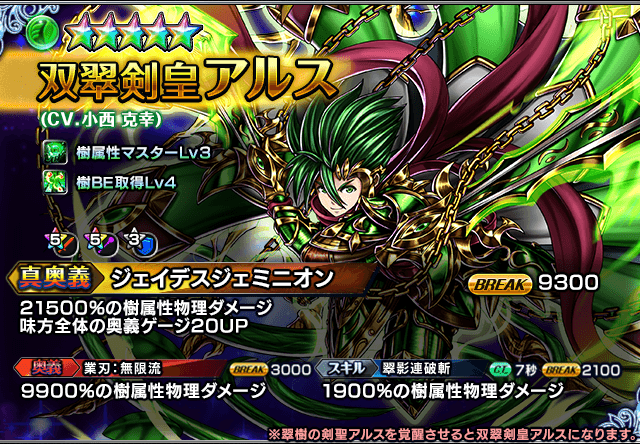 双翠剣皇アルス
(CV.小西 克幸)
樹属性マスターLv3
樹BE取得Lv4
5 5 3
真奥義 ジェイデスジェミニオン BREAK 9300
21500%の樹属性物理ダメージ
味方全体の奥義ゲージ20UP
奥義 業刃:無限流 BREAK 3000 スキル 翠影連破斬 CT 7秒 BREAK 2100
9900%の樹属性物理ダメージ 1900%の樹属性物理ダメージ
※翠樹の剣聖アルスを覚醒させると双翠剣皇アルスになります